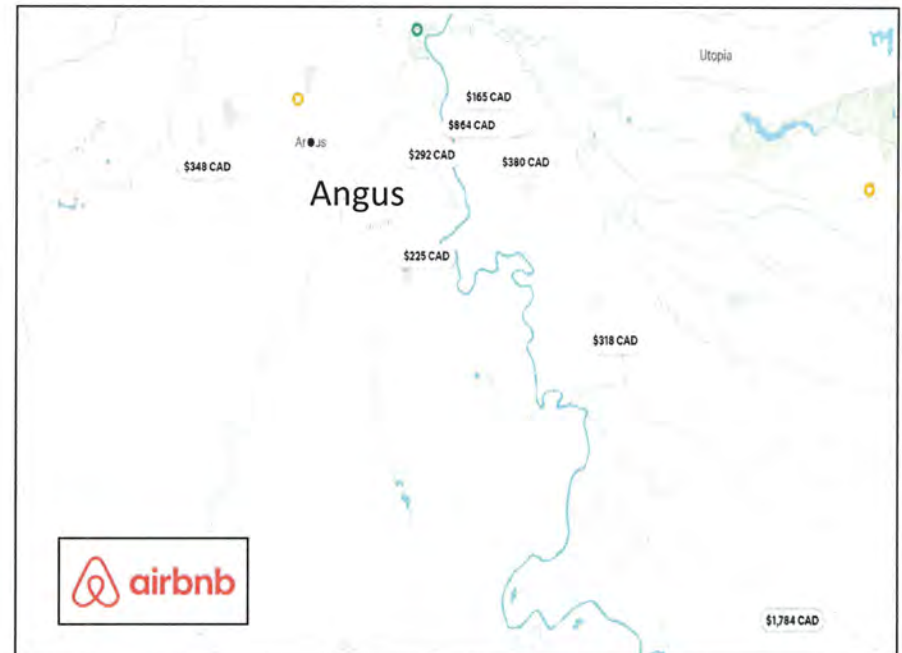 Utopia
$165 CAD
$864 CAD
$292 CAD
$380 CAD
$348 CAD
Angus
$225 CAD
$318 CAD
airbnb
$1,784 CAD